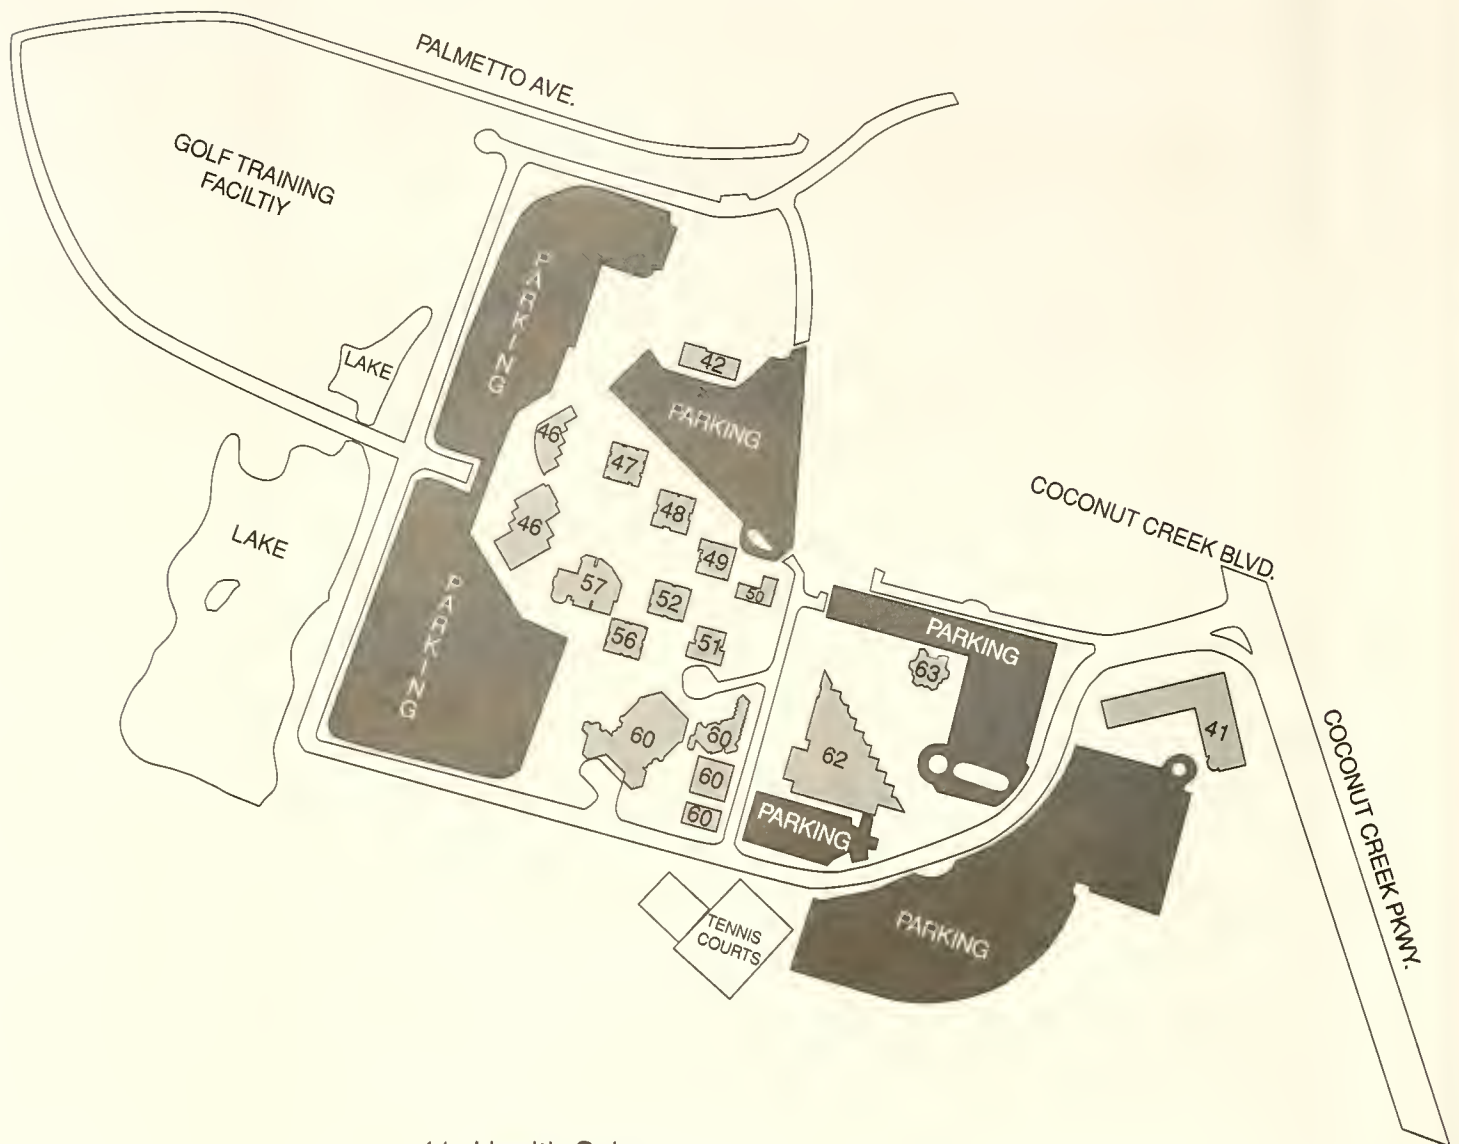 PALMETTO AVE.
GOLF TRAINING
FACILTIY
PARKING
LAKE
42
PARKING
46
47
COCONUT CREEK BLVD.
48
46
LAKE
49
57
50
52
PARKING
PARKING
56
51
63
60
60
41
62
60
60
PARKING
COCONUT CREEK PKWY.
TENNIS
COURTS
PARKING